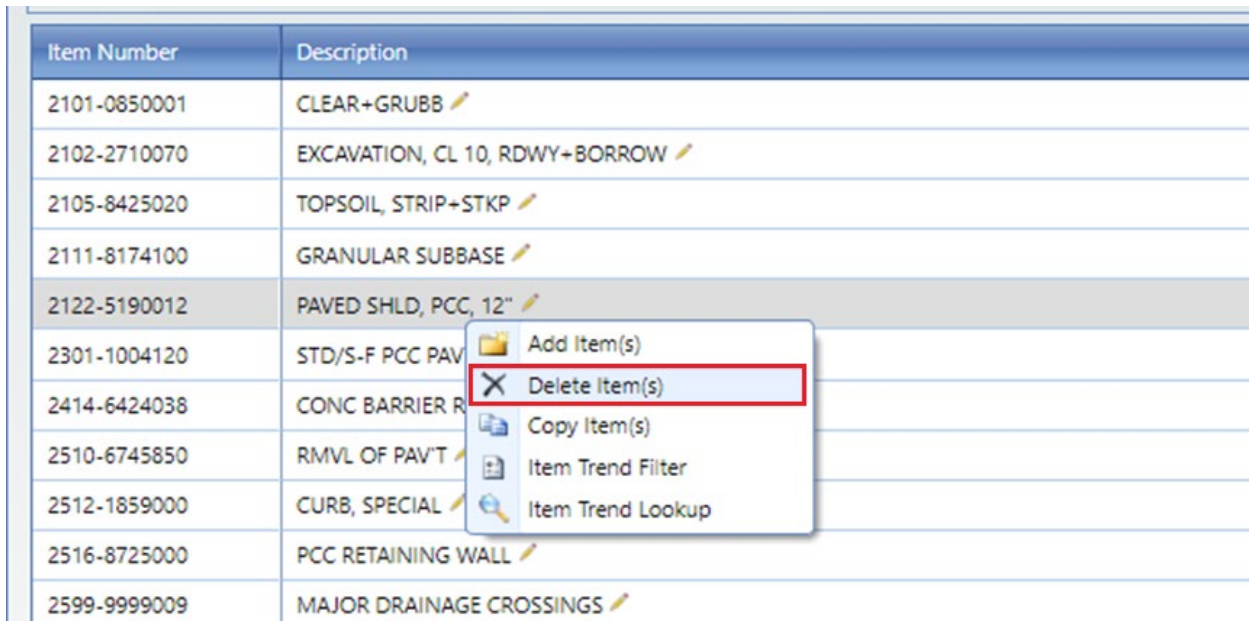 Item Number Description
2101-0850001 CLEAR+GRUBB
2102-2710070 EXCAVATION, CL 10, RDWY+BORROW
2105-8425020 TOPSOIL, STRIP+STKP
2111-8174100 GRANULAR SUBBASE
2122-5190012 PAVED SHLD, PCC, 12"
2301-1004120 STD/S-F PCC PAV
2414-6424038 CONC BARRIER R
2510-6745850 RMVL OF PAV'T
2512-1859000 CURB, SPECIAL
2516-8725000 PCC RETAINING WALL
2599-9999009 MAJOR DRAINAGE CROSSINGS
Add Item(s)
Delete Item(s)
Copy Item(s)
Item Trend Filter
Item Trend Lookup